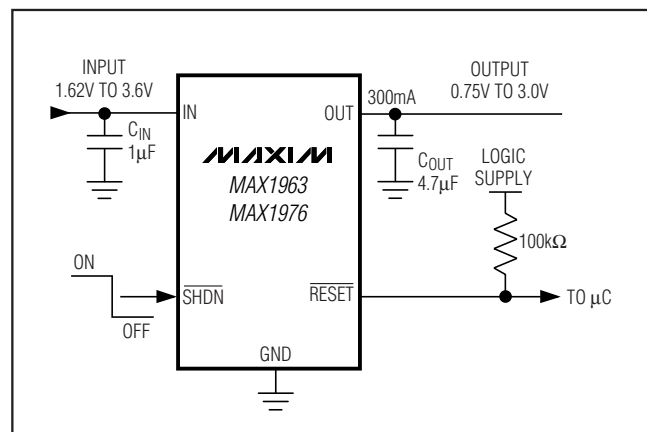 INPUT
1.62V TO 3.6V
OUTPUT
0.75V TO 3.0V
300mA
IN
OUT
CIN
1μF
MAXIM
MAX1963
MAX1976
COUT
4.7μF
LOGIC
SUPPLY
100kΩ
ON
OFF
SHDN
RESET
TO μC
GND